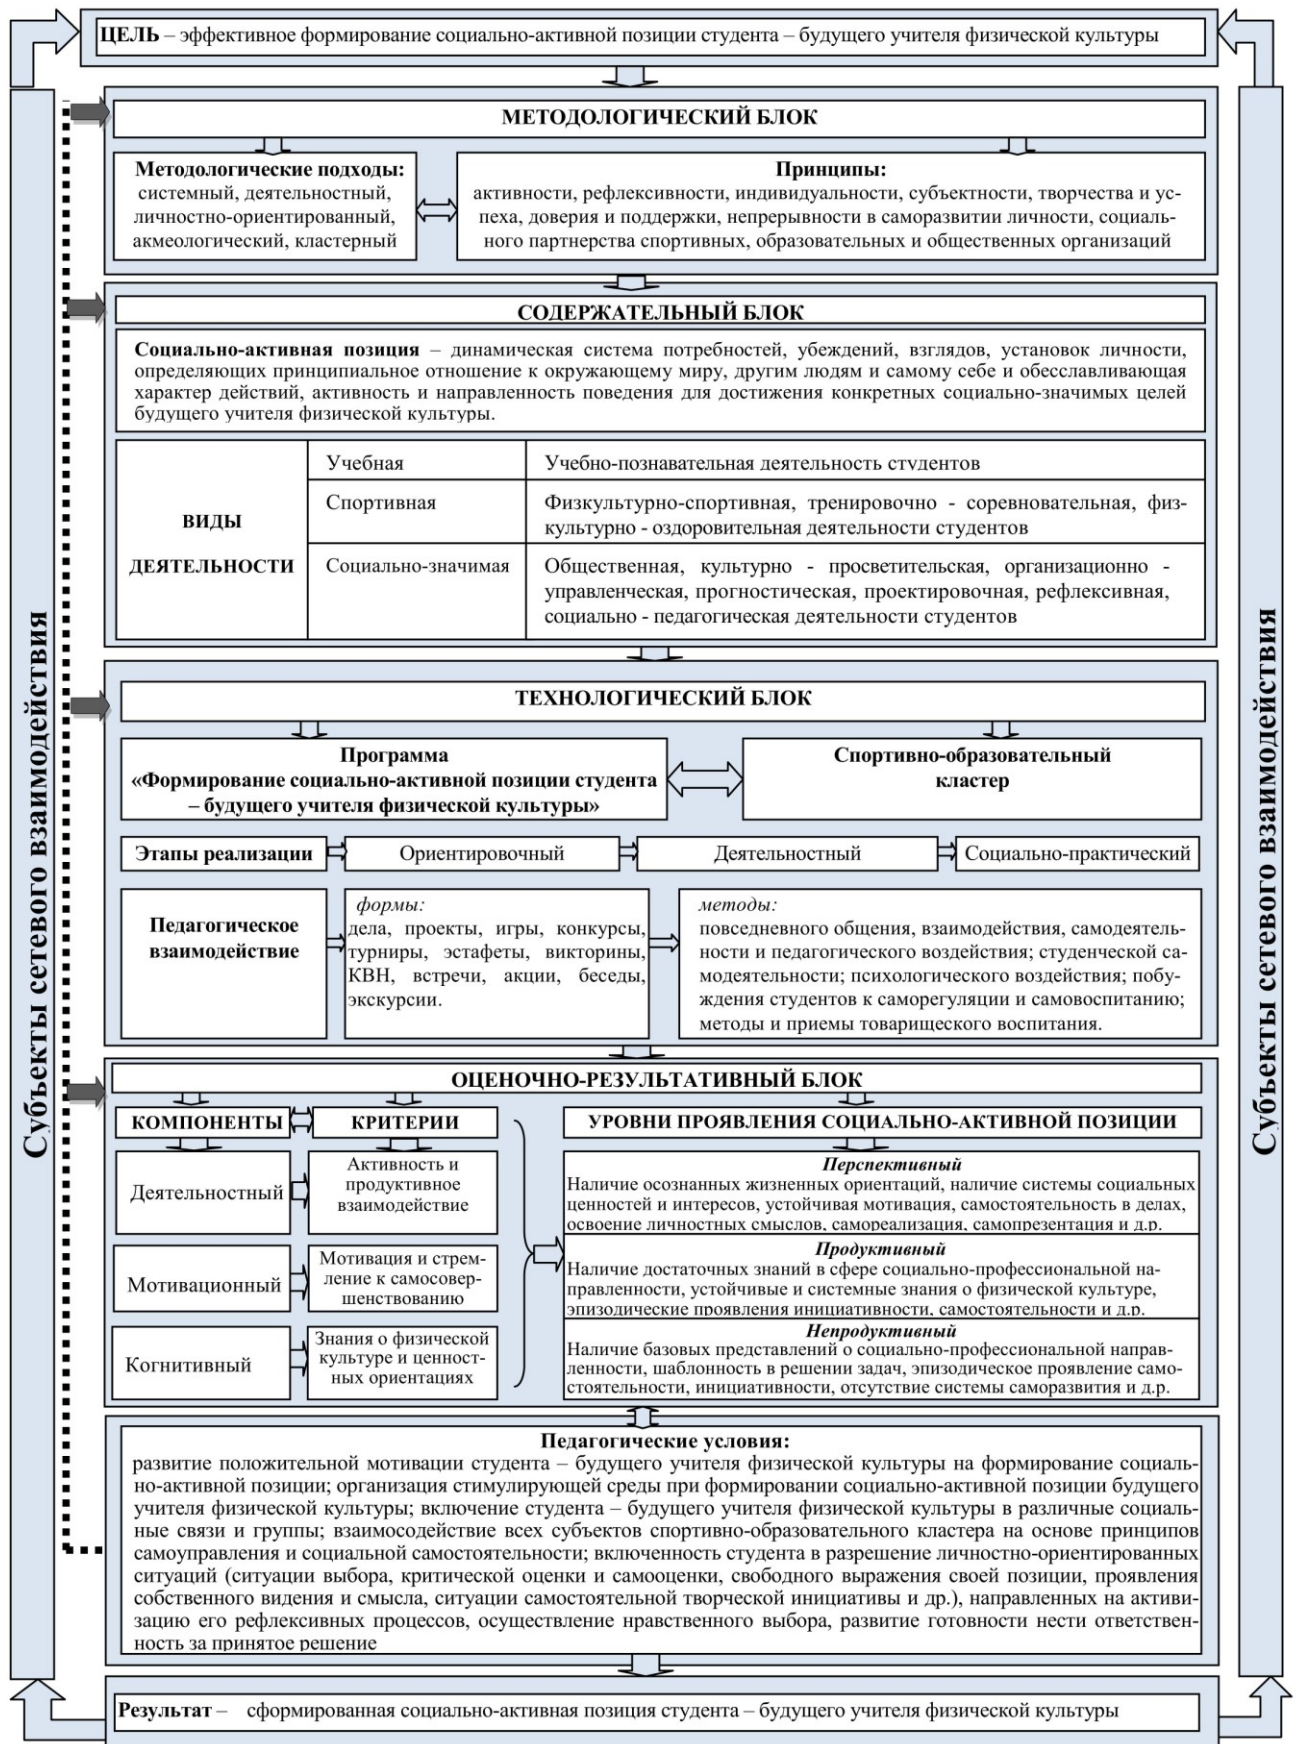 ЦЕЛЬ – эффективное формирование социально-активной позиции студента – будущего учителя физической культуры
Субъекты сетевого взаимодействия
Субъекты сетевого взаимодействия
МЕТОДОЛОГИЧЕСКИЙ БЛОК
Методологические подходы:
системный, деятельностный,
личностно-ориентированный,
акмеологический, кластерный
Принципы:
активности, рефлексивности, индивидуальности, субъектности, творчества и ус-
пеха, доверия и поддержки, непрерывности в саморазвитии личности, социаль-
ного партнерства спортивных, образовательных и общественных организаций
СОДЕРЖАТЕЛЬНЫЙ БЛОК
Социально-активная позиция – динамическая система потребностей, убеждений, взглядов, установок личности,
определяющих принципиальное отношение к окружающему миру, другим людям и самому себе и обесславливающая
характер действий, активность и направленность поведения для достижения конкретных социально-значимых целей
будущего учителя физической культуры.
ВИДЫ
ДЕЯТЕЛЬНОСТИ
Учебная
Учебно-познавательная деятельность студентов
Спортивная
Физкультурно-спортивная, тренировочно - соревновательная, физ-
культурно - оздоровительная деятельности студентов
Социально-значимая
Общественная, культурно - просветительская, организационно -
управленческая, прогностическая, проектировочная, рефлексивная,
социально - педагогическая деятельности студентов
ТЕХНОЛОГИЧЕСКИЙ БЛОК
Программа
«Формирование социально-активной позиции студента
– будущего учителя физической культуры»
Спортивно-образовательный
кластер
Этапы реализации
Ориентировочный
Деятельностный
Социально-практический
Педагогическое
взаимодействие
формы:
дела, проекты, игры, конкурсы,
турниры, эстафеты, викторины,
КВН, встречи, акции, беседы,
экскурсии.
методы:
повседневного общения, взаимодействия, самодеятель-
ности и педагогического воздействия; студенческой са-
модеятельности; психологического воздействия; побу-
ждения студентов к саморегуляции и самовоспитанию;
методы и приемы товарищеского воспитания.
ОЦЕНОЧНО-РЕЗУЛЬТАТИВНЫЙ БЛОК
КОМПОНЕНТЫ
КРИТЕРИИ
Деятельностный
Активность и
продуктивное
взаимодействие
Мотивационный
Мотивация и стрем-
ление к самосовер-
шенствованию
Когнитивный
Знания о физической
культуре и ценност-
ных ориентациях
УРОВНИ ПРОЯВЛЕНИЯ СОЦИАЛЬНО-АКТИВНОЙ ПОЗИЦИИ
Перспективный
Наличие осознанных жизненных ориентаций, наличие системы социальных
ценностей и интересов, устойчивая мотивация, самостоятельность в делах,
освоение личностных смыслов, самореализация, самопрезентация и д.р.
Продуктивный
Наличие достаточных знаний в сфере социально-профессиональной на-
правленности, устойчивые и системные знания о физической культуре,
эпизодические проявления инициативности, самостоятельности и д.р.
Непродуктивный
Наличие базовых представлений о социально-профессиональной направ-
ленности, шаблонность в решении задач, эпизодическое проявление само-
стоятельности, инициативности, отсутствие системы саморазвития и д.р.
Педагогические условия:
развитие положительной мотивации студента – будущего учителя физической культуры на формирование социаль-
но-активной позиции; организация стимулирующей среды при формировании социально-активной позиции будущего
учителя физической культуры; включение студента – будущего учителя физической культуры в различные социаль-
ные связи и группы; взаимосодействие всех субъектов спортивно-образовательного кластера на основе принципов
самоуправления и социальной самостоятельности; включенность студента в разрешение личностно-ориентированных
ситуаций (ситуации выбора, критической оценки и самооценки, свободного выражения своей позиции, проявления
собственного видения и смысла, ситуации самостоятельной творческой инициативы и др.), направленных на активи-
зацию его рефлексивных процессов, осуществление нравственного выбора, развитие готовности нести ответствен-
ность за принятое решение
Результат – сформированная социально-активная позиция студента – будущего учителя физической культуры